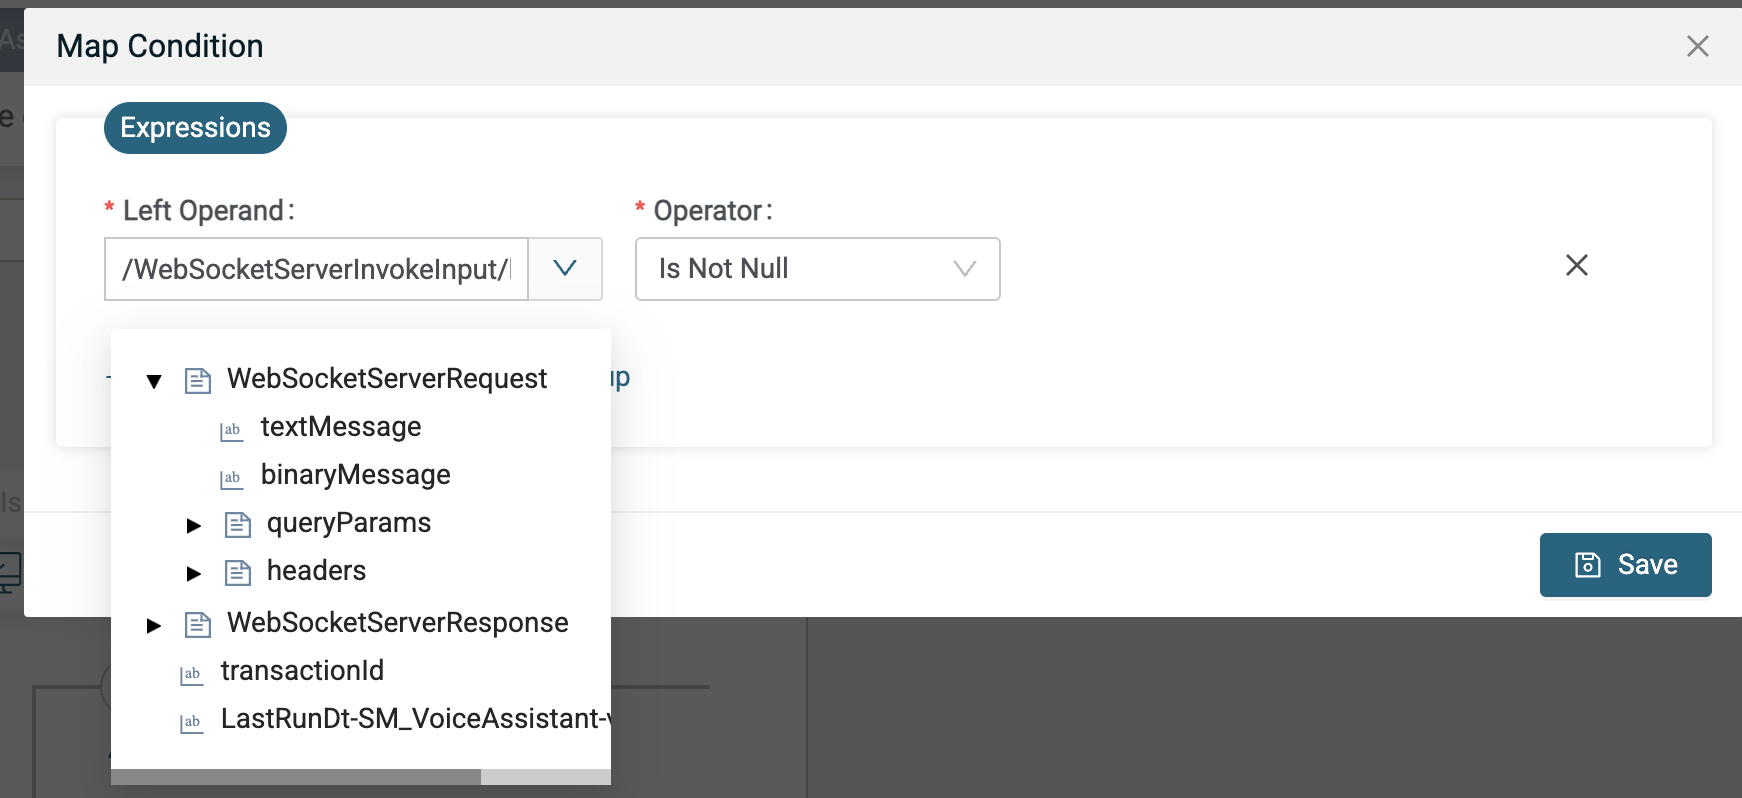 Map Condition
Expressions
* Left Operand :
* Operator :
/WebSocketServerInvokeInput/
Is Not Null
WebSocketServerRequest
textMessage
binaryMessage
queryParams
headers
WebSocketServerResponse
transactionId
LastRunDt-SM_VoiceAssistant-
Save